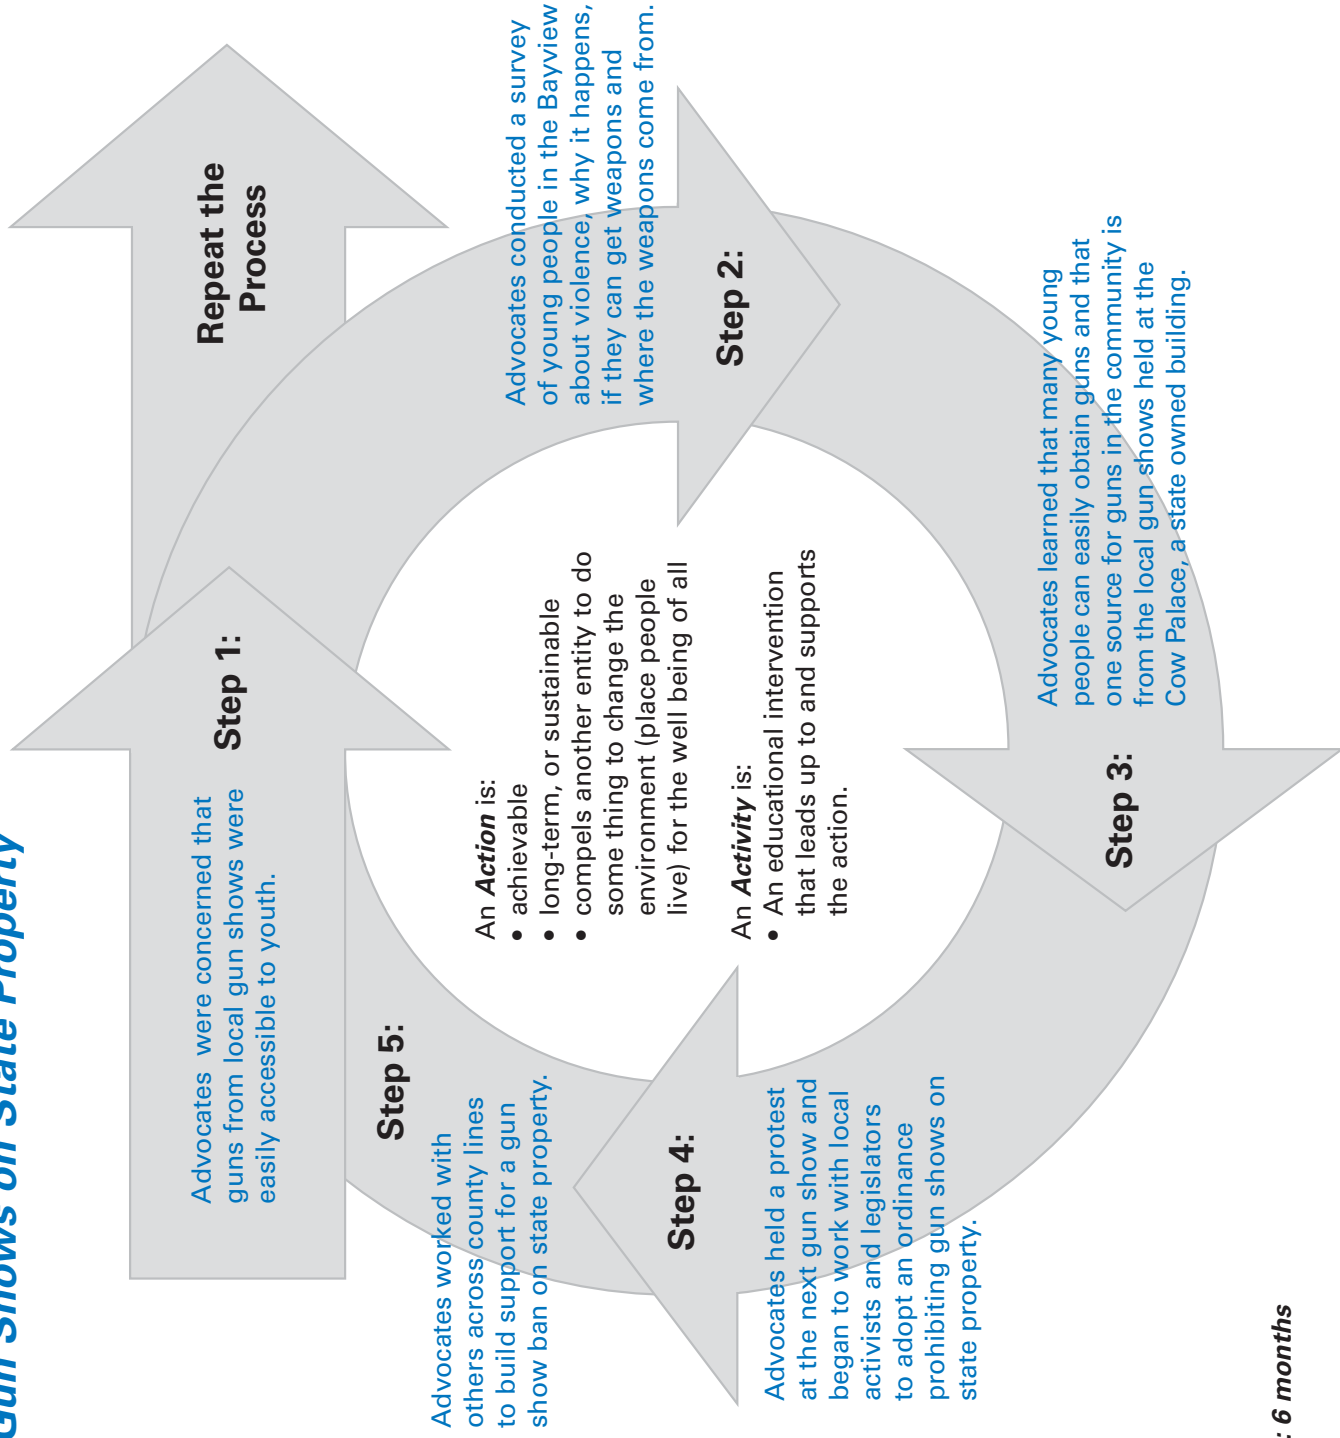 Gun Shows on State Property
Advocates were concerned that
guns from local gun shows were
easily accessible to youth.
Step 1:
Repeat the
Process
Advocates conducted a survey
of young people in the Bayview
about violence, why it happens,
if they can get weapons and
where the weapons come from.
Step 2:
Advocates learned that many young
people can easily obtain guns and that
one source for guns in the community is
from the local gun shows held at the
Cow Palace, a state owned building.
Step 3:
Advocates held a protest
at the next gun show and
began to work with local
activists and legislators
to adopt an ordinance
prohibiting gun shows on
state property.
Step 4:
Step 5:
Advocates worked with
others across county lines
to build support for a gun
show ban on state property.
An Action is:
• achievable
• long-term, or sustainable
• compels another entity to do
some thing to change the
environment (place people
live) for the well being of all
An Activity is:
• An educational intervention
that leads up to and supports
the action.
: 6 months